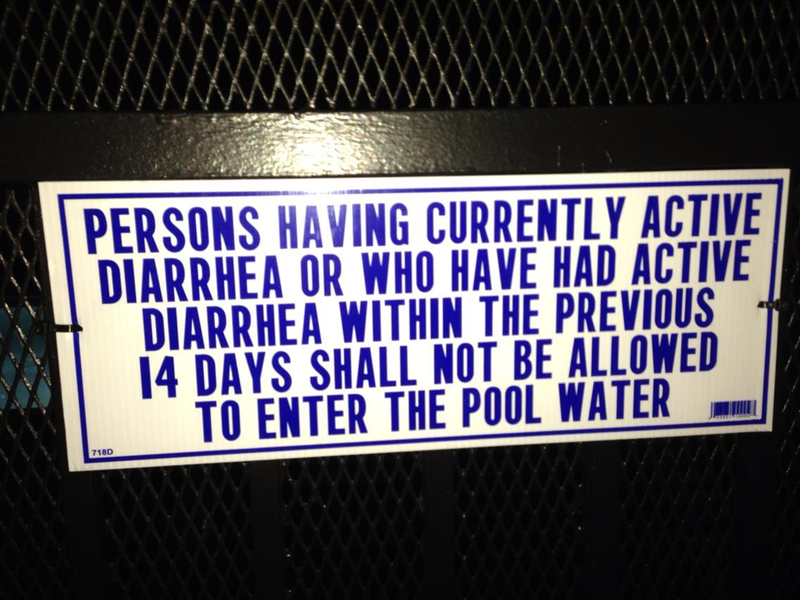 PERSONS HAVING CURRENTLY ACTIVE
DIARRHEA OR WHO HAVE HAD ACTIVE
DIARRHEA WITHIN THE PREVIOUS
14 DAYS SHALL NOT BE ALLOWED
TO ENTER THE POOL WATER
718D